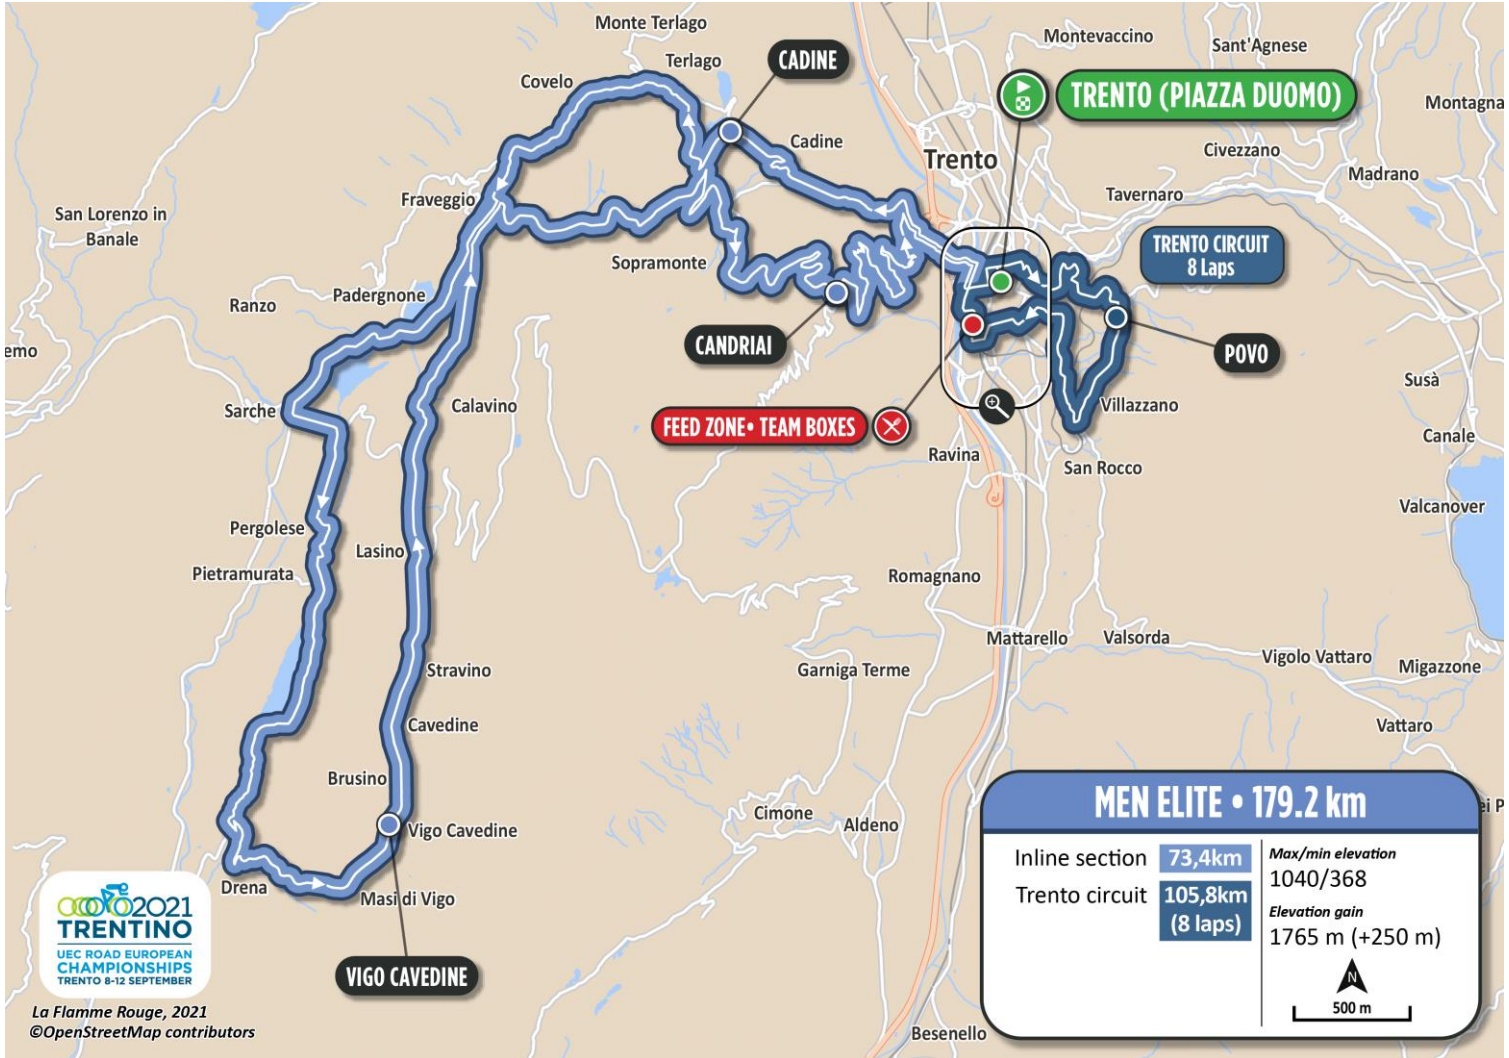 Monte Terlago
Terlago
Covelo
CADINE
Cadine
Montevaccino
Sant'Agnese
TRENTO (PIAZZA DUOMO)
Montagna
Trento
Civezzano
Madrano
Tavernaro
Fraveggio
San Lorenzo in
Banale
TRENTO CIRCUIT
8 Laps
Sopramonte
Ranzo
Padergnone
CANDRIAI
POVO
emo
Susà
Sarche
Calavino
Villazzano
FEED ZONE• TEAM BOXES
Canale
Ravina
San Rocco
Valcanover
Pergolese
Lasino
Pietramurata
Romagnano
Mattarello
Valsorda
Vigolo Vattaro
Migazzone
Stravino
Garniga Terme
Cavedine
Vattaro
Brusino
Vigo Cavedine
Cimone
Aldeno
ei P
Drena
Masi di Vigo
VIGO CAVEDINE
Besenello
MEN ELITE • 179.2 km
Inline section 73,4km
Trento circuit 105,8km
(8 laps)
Max/min elevation
1040/368
Elevation gain
1765 m (+250 m)
N
500 m
2021
TRENTINO
UEC ROAD EUROPEAN
CHAMPIONSHIPS
TRENTO 8-12 SEPTEMBER
La Flamme Rouge, 2021
©OpenStreetMap contributors